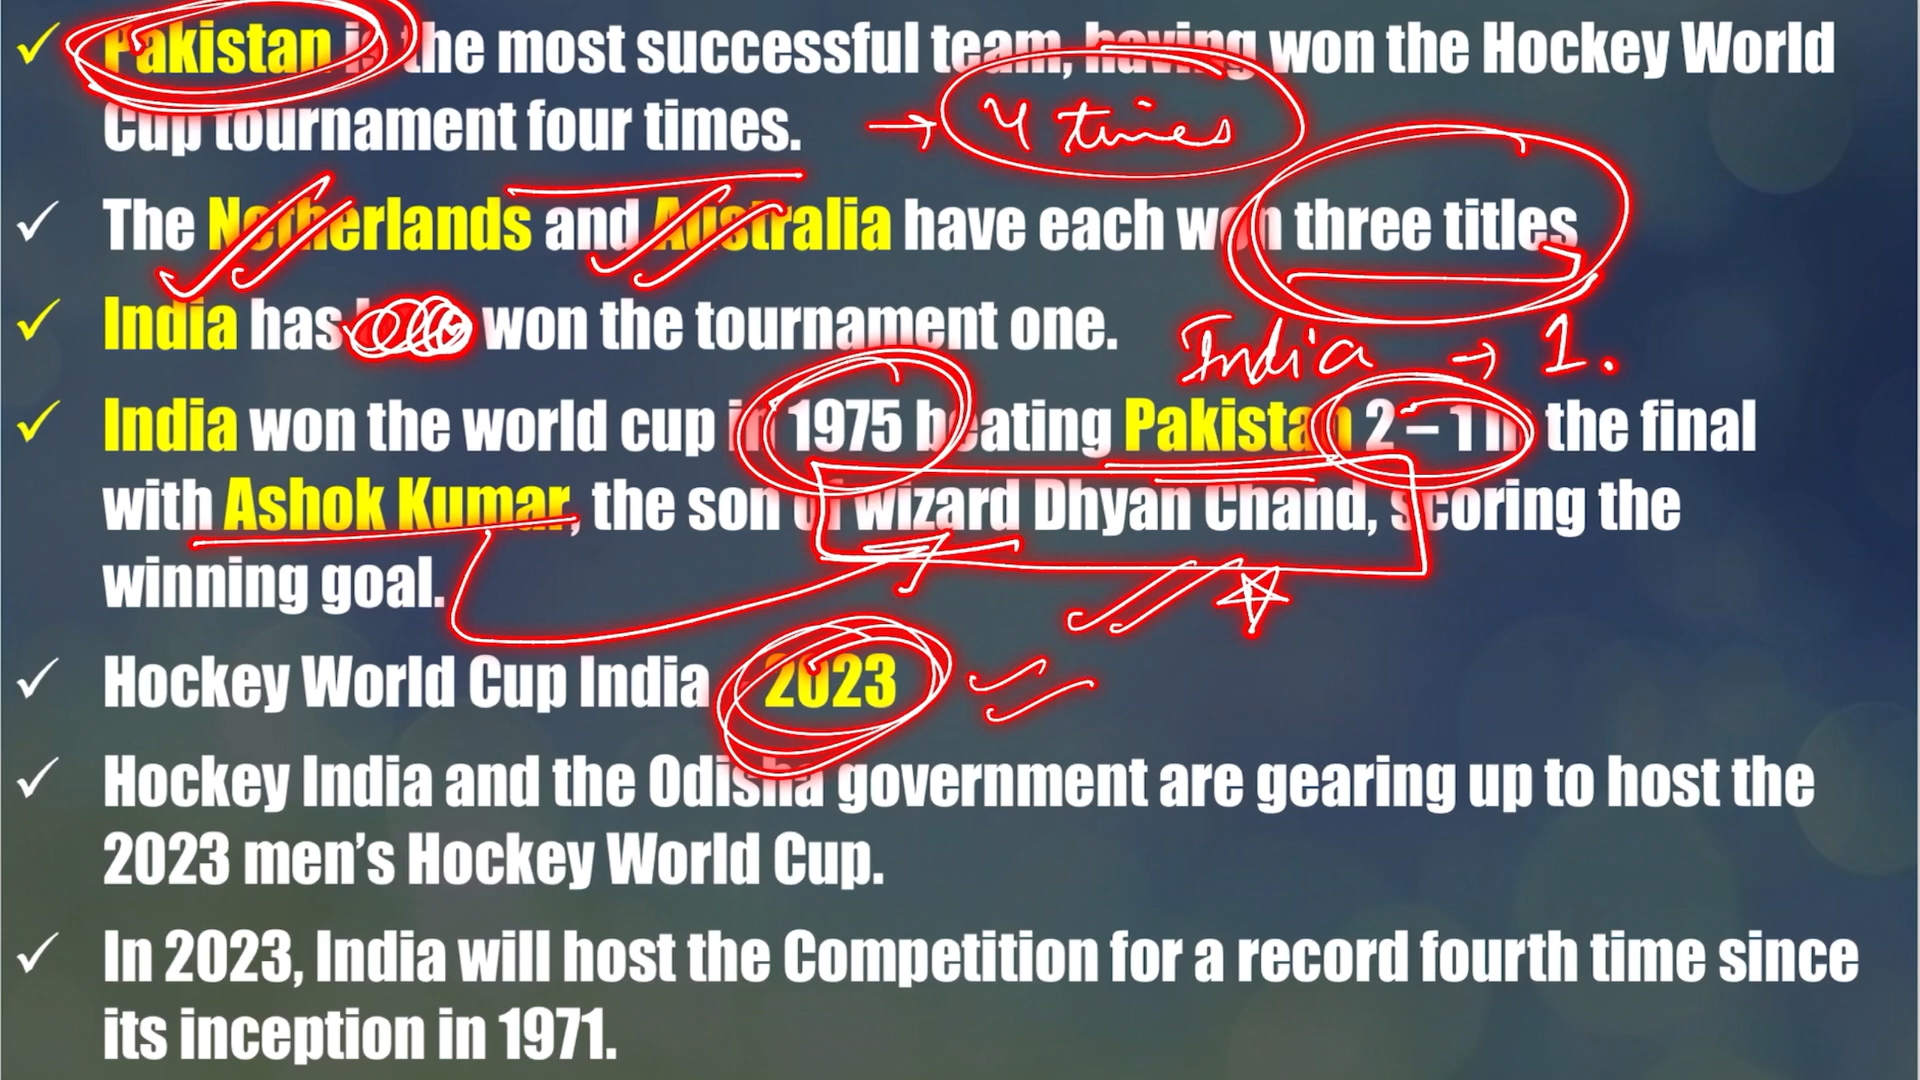 ✓ Pakistan is the most successful team, having won the Hockey World
Cup tournament four times. → 4 times
✓ The Netherlands and Australia have each won three titles
✓ India has won the tournament one.
India → 1.
✓ India won the world cup in 1975 beating Pakistan 2 – 1 in the final
with Ashok Kumar, the son of wizard Dhyan Chand, scoring the
winning goal.
✓ Hockey World Cup India 2023
✓ Hockey India and the Odisha government are gearing up to host the
2023 men’s Hockey World Cup.
✓ In 2023, India will host the Competition for a record fourth time since
its inception in 1971.